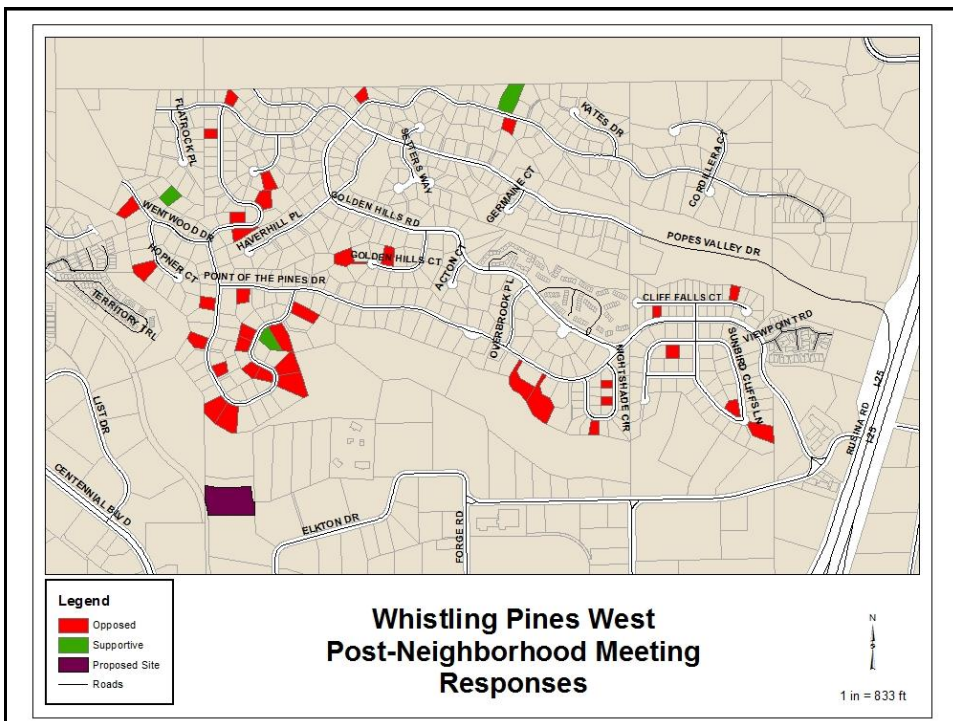 KATES DR
FLATROCK PL
SETTERS WAY
CORDILLERA CT
GERMAINE CT
WENTWOOD DR
HAVERHILL PL
GOLDEN HILLS RD
POPES VALLEY DR
HOPNER CT
GOLDEN HILLS CT
ACTON CT
POINT OF THE PINES DR
TERRITORY TRL
CLIFF FALLS CT
OVERBROOK PL
VIEWPOINT RD
NIGHTSHADE CIR
SUNBIRD CLIFFS LN
I-25
RUSINA RD
I-25
LIST DR
CENTENNIAL BLVD
ELKTON DR
FORGE RD
Legend
Opposed
Supportive
Proposed Site
Roads
Whistling Pines West
Post-Neighborhood Meeting
Responses
N
S
1 in = 833 ft